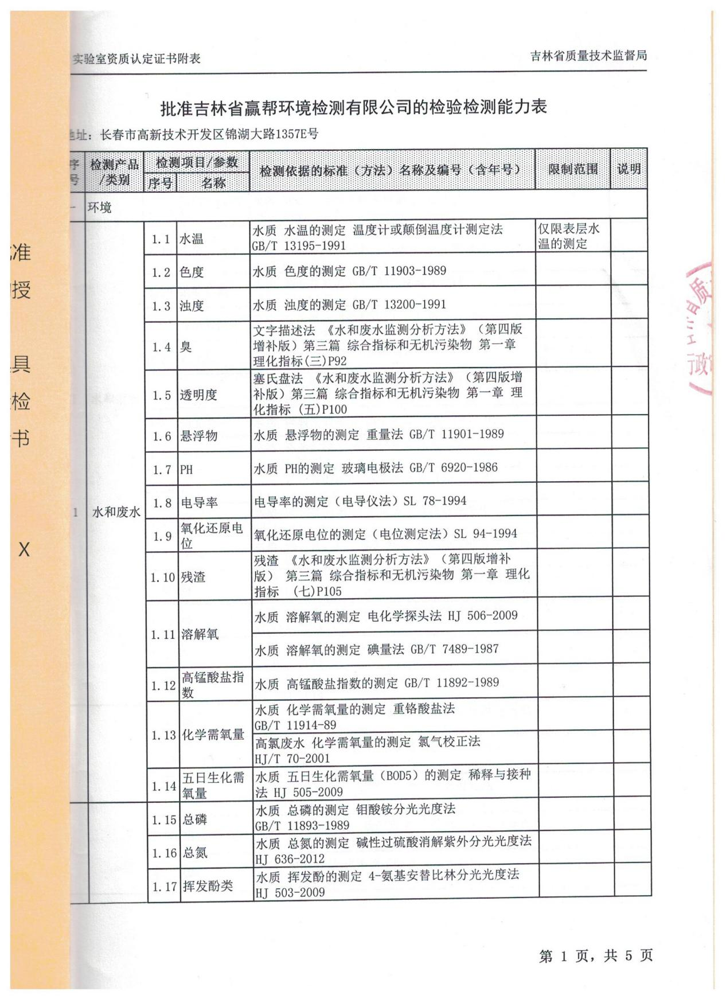 实验室资质认定证书附表
吉林省质量技术监督局
批准吉林省赢帮环境检测有限公司的检验检测能力表
地址：长春市高新技术开发区锦湖大路1357E号
序号
检测产品
/类别
检测项目/参数
序号
名称
检测依据的标准（方法）名称及编号（含年号）
限制范围
说明
一
环境
1
水和废水
1.1
水温
水质 水温的测定 温度计或颠倒温度计测定法
GB/T 13195-1991
仅限表层水
温的测定
1.2
色度
水质 色度的测定 GB/T 11903-1989
1.3
浊度
水质 浊度的测定 GB/T 13200-1991
1.4
臭
文字描述法 《水和废水监测分析方法》（第四版
增补版）第三篇 综合指标和无机污染物 第一章
理化指标(三)P92
1.5
透明度
塞氏盘法 《水和废水监测分析方法》（第四版增
补版）第三篇 综合指标和无机污染物 第一章 理
化指标 (五)P100
1.6
悬浮物
水质 悬浮物的测定 重量法 GB/T 11901-1989
1.7
PH
水质 PH的测定 玻璃电极法 GB/T 6920-1986
1.8
电导率
电导率的测定（电导仪法）SL 78-1994
1.9
氧化还原电
位
氧化还原电位的测定（电位测定法）SL 94-1994
1.10
残渣
残渣 《水和废水监测分析方法》（第四版增补
版） 第三篇 综合指标和无机污染物 第一章 理化
指标 (七)P105
1.11
溶解氧
水质 溶解氧的测定 电化学探头法 HJ 506-2009
水质 溶解氧的测定 碘量法 GB/T 7489-1987
1.12
高锰酸盐指
数
水质 高锰酸盐指数的测定 GB/T 11892-1989
1.13
化学需氧量
水质 化学需氧量的测定 重铬酸盐法
GB/T 11914-89
高氯废水 化学需氧量的测定 氯气校正法
HJ/T 70-2001
1.14
五日生化需
氧量
水质 五日生化需氧量（BOD5）的测定 稀释与接种
法 HJ 505-2009
1.15
总磷
水质 总磷的测定 钼酸铵分光光度法
GB/T 11893-1989
1.16
总氮
水质 总氮的测定 碱性过硫酸消解紫外分光光度法
HJ 636-2012
1.17
挥发酚类
水质 挥发酚的测定 4-氨基安替比林分光光度法
HJ 503-2009
第 1 页，共 5 页
准
授
具
检
书
X
质
政